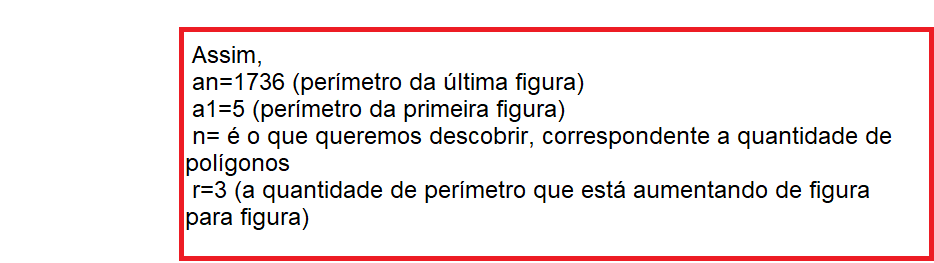 Assim,
an=1736 (perímetro da última figura)
a1=5 (perímetro da primeira figura)
n= é o que queremos descobrir, correspondente a quantidade de
polígonos
r=3 (a quantidade de perímetro que está aumentando de figura
para figura)